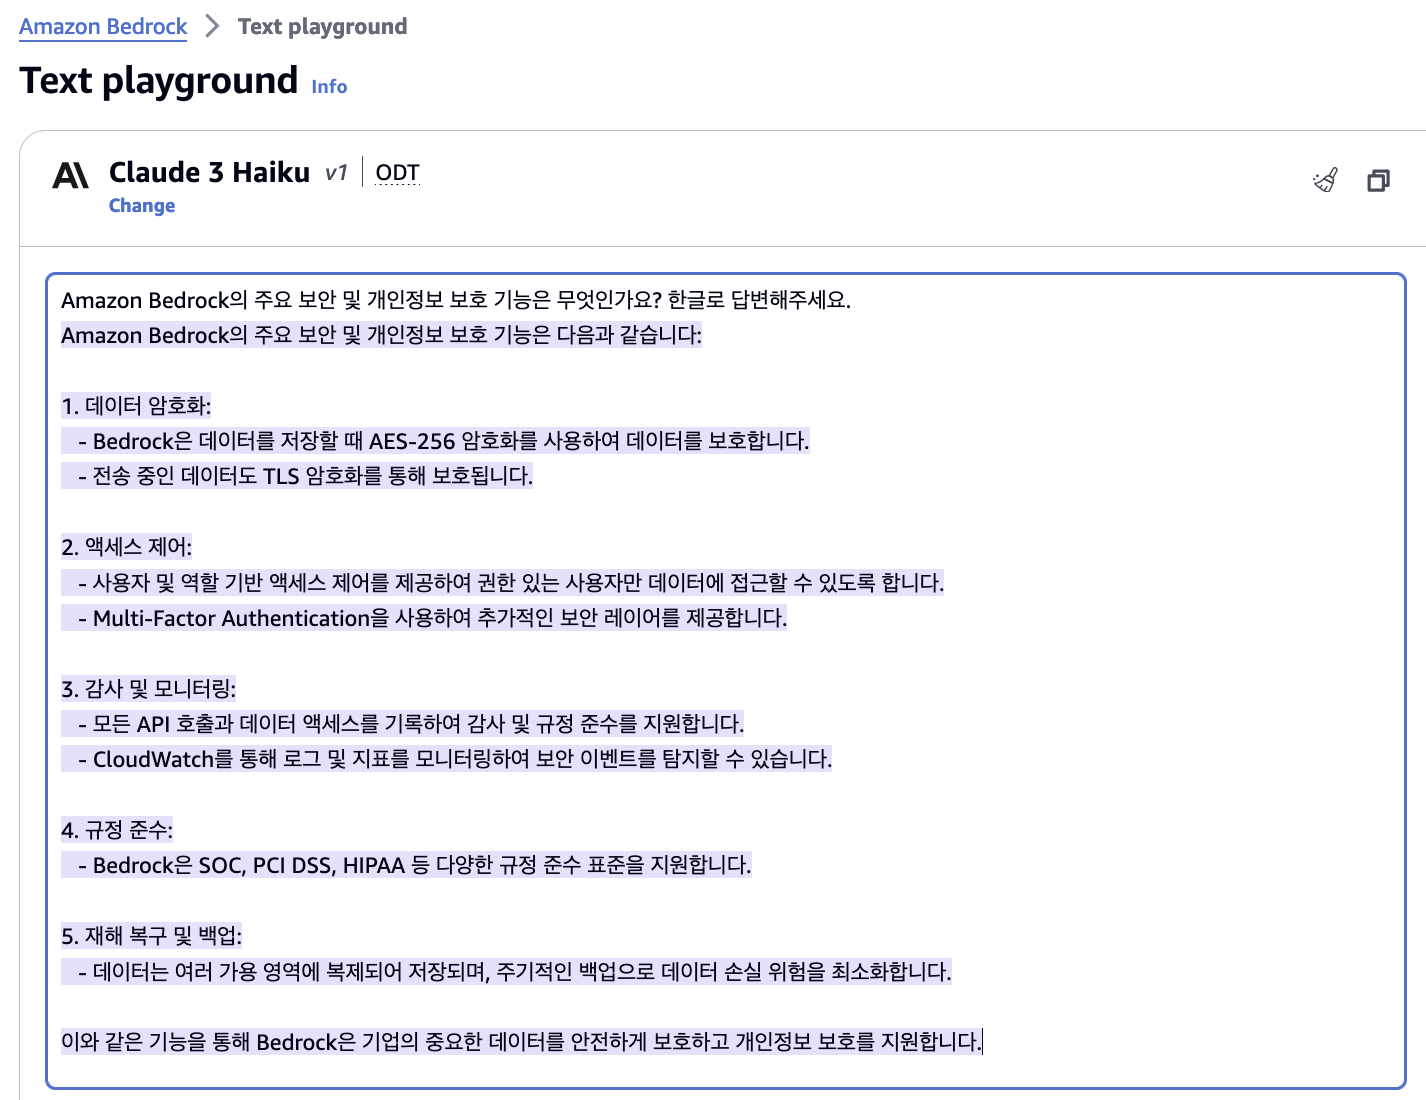 Amazon Bedrock > Text playground
Text playground Info
Claude 3 Haiku v1 | ODT
Change
Amazon Bedrock의 주요 보안 및 개인정보 보호 기능은 무엇인가요? 한글로 답변해주세요.
Amazon Bedrock의 주요 보안 및 개인정보 보호 기능은 다음과 같습니다:
1. 데이터 암호화:
- Bedrock은 데이터를 저장할 때 AES-256 암호화를 사용하여 데이터를 보호합니다.
- 전송 중인 데이터도 TLS 암호화를 통해 보호됩니다.
2. 액세스 제어:
- 사용자 및 역할 기반 액세스 제어를 제공하여 권한 있는 사용자만 데이터에 접근할 수 있도록 합니다.
- Multi-Factor Authentication을 사용하여 추가적인 보안 레이어를 제공합니다.
3. 감사 및 모니터링:
- 모든 API 호출과 데이터 액세스를 기록하여 감사 및 규정 준수를 지원합니다.
- CloudWatch를 통해 로그 및 지표를 모니터링하여 보안 이벤트를 탐지할 수 있습니다.
4. 규정 준수:
- Bedrock은 SOC, PCI DSS, HIPAA 등 다양한 규정 준수 표준을 지원합니다.
5. 재해 복구 및 백업:
- 데이터는 여러 가용 영역에 복제되어 저장되며, 주기적인 백업으로 데이터 손실 위험을 최소화합니다.
이와 같은 기능을 통해 Bedrock은 기업의 중요한 데이터를 안전하게 보호하고 개인정보 보호를 지원합니다.